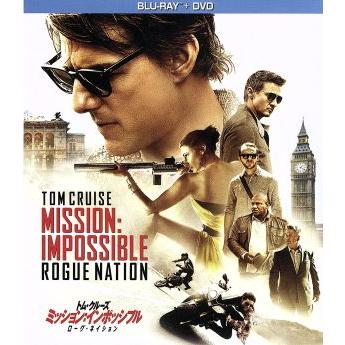 BLU-RAY™ + DVD
TOM CRUISE
MISSION:
IMPOSSIBLE
ROGUE NATION
トム・クルーズ
ミッション:インポッシブル
ローグ・ネイション